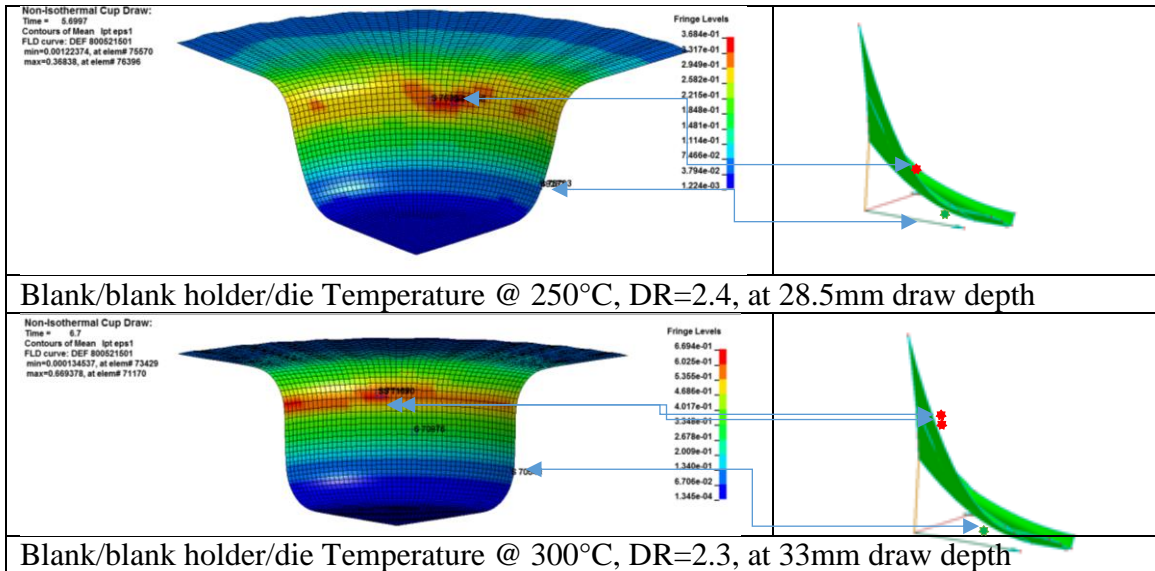 Non-Isothermal Cup Draw:
Time = 5.6997
Contours of Mean Ipt eps1
FLD curve: DEF 800521501
min=0.00122374, at elem# 75570
max=0.36838, at elem# 76396
Fringe Levels
3.684e-01
3.317e-01
2.949e-01
2.582e-01
2.215e-01
1.848e-01
1.481e-01
1.114e-01
7.466e-02
3.794e-02
1.224e-03
Blank/blank holder/die Temperature @ 250°C, DR=2.4, at 28.5mm draw depth
Non-Isothermal Cup Draw:
Time = 6.7
Contours of Mean Ipt eps1
FLD curve: DEF 800521501
min=0.000134537, at elem# 73429
max=0.669378, at elem# 71170
Fringe Levels
6.694e-01
6.025e-01
5.355e-01
4.686e-01
4.017e-01
3.348e-01
2.678e-01
2.009e-01
1.340e-01
6.706e-02
1.345e-04
Blank/blank holder/die Temperature @ 300°C, DR=2.3, at 33mm draw depth